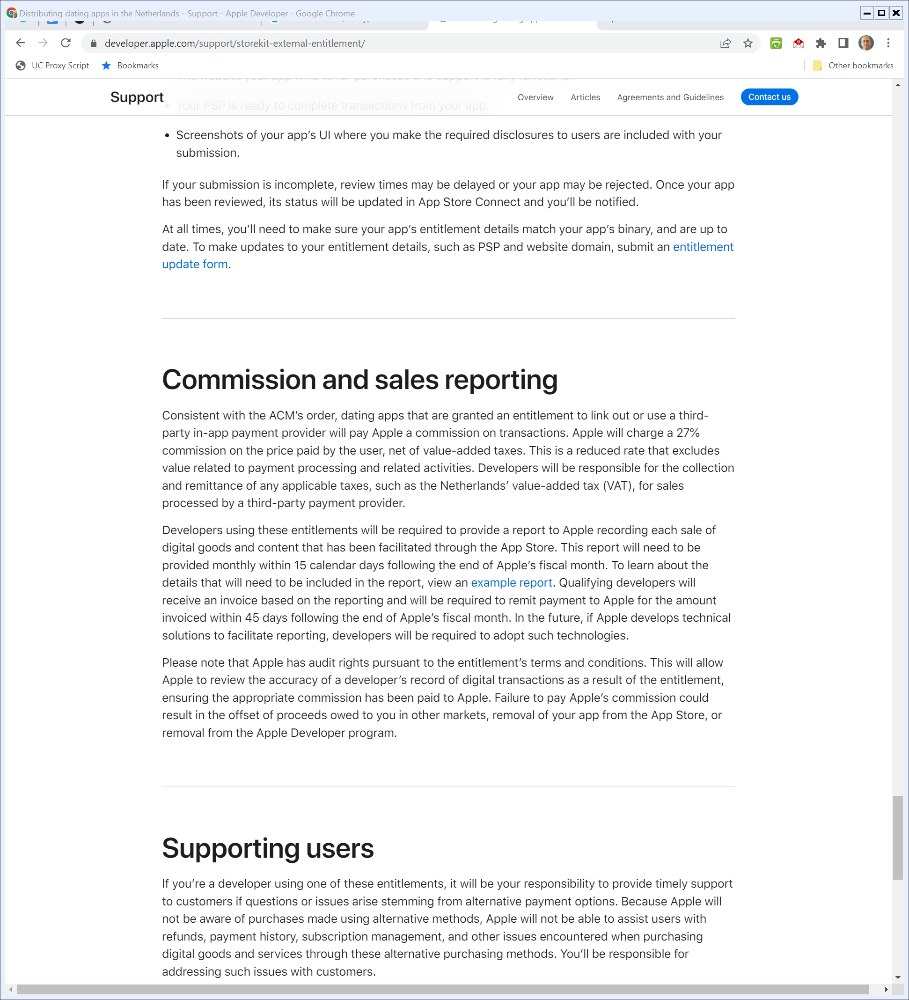 Distributing dating apps in the Netherlands - Support - Apple Developer - Google Chrome
developer.apple.com/support/storekit-external-entitlement/
UC Proxy Script
Bookmarks
Other bookmarks
Support
Overview
Articles
Agreements and Guidelines
Contact us
• Your PSP is ready to complete transactions from your app.
• Screenshots of your app’s UI where you make the required disclosures to users are included with your
submission.
If your submission is incomplete, review times may be delayed or your app may be rejected. Once your app
has been reviewed, its status will be updated in App Store Connect and you’ll be notified.
At all times, you’ll need to make sure your app’s entitlement details match your app’s binary, and are up to
date. To make updates to your entitlement details, such as PSP and website domain, submit an entitlement
update form.
Commission and sales reporting
Consistent with the ACM’s order, dating apps that are granted an entitlement to link out or use a third-
party in-app payment provider will pay Apple a commission on transactions. Apple will charge a 27%
commission on the price paid by the user, net of value-added taxes. This is a reduced rate that excludes
value related to payment processing and related activities. Developers will be responsible for the collection
and remittance of any applicable taxes, such as the Netherlands’ value-added tax (VAT), for sales
processed by a third-party payment provider.
Developers using these entitlements will be required to provide a report to Apple recording each sale of
digital goods and content that has been facilitated through the App Store. This report will need to be
provided monthly within 15 calendar days following the end of Apple’s fiscal month. To learn about the
details that will need to be included in the report, view an example report. Qualifying developers will
receive an invoice based on the reporting and will be required to remit payment to Apple for the amount
invoiced within 45 days following the end of Apple’s fiscal month. In the future, if Apple develops technical
solutions to facilitate reporting, developers will be required to adopt such technologies.
Please note that Apple has audit rights pursuant to the entitlement’s terms and conditions. This will allow
Apple to review the accuracy of a developer’s record of digital transactions as a result of the entitlement,
ensuring the appropriate commission has been paid to Apple. Failure to pay Apple’s commission could
result in the offset of proceeds owed to you in other markets, removal of your app from the App Store, or
removal from the Apple Developer program.
Supporting users
If you’re a developer using one of these entitlements, it will be your responsibility to provide timely support
to customers if questions or issues arise stemming from alternative payment options. Because Apple will
not be aware of purchases made using alternative methods, Apple will not be able to assist users with
refunds, payment history, subscription management, and other issues encountered when purchasing
digital goods and services through these alternative purchasing methods. You’ll be responsible for
addressing such issues with customers.